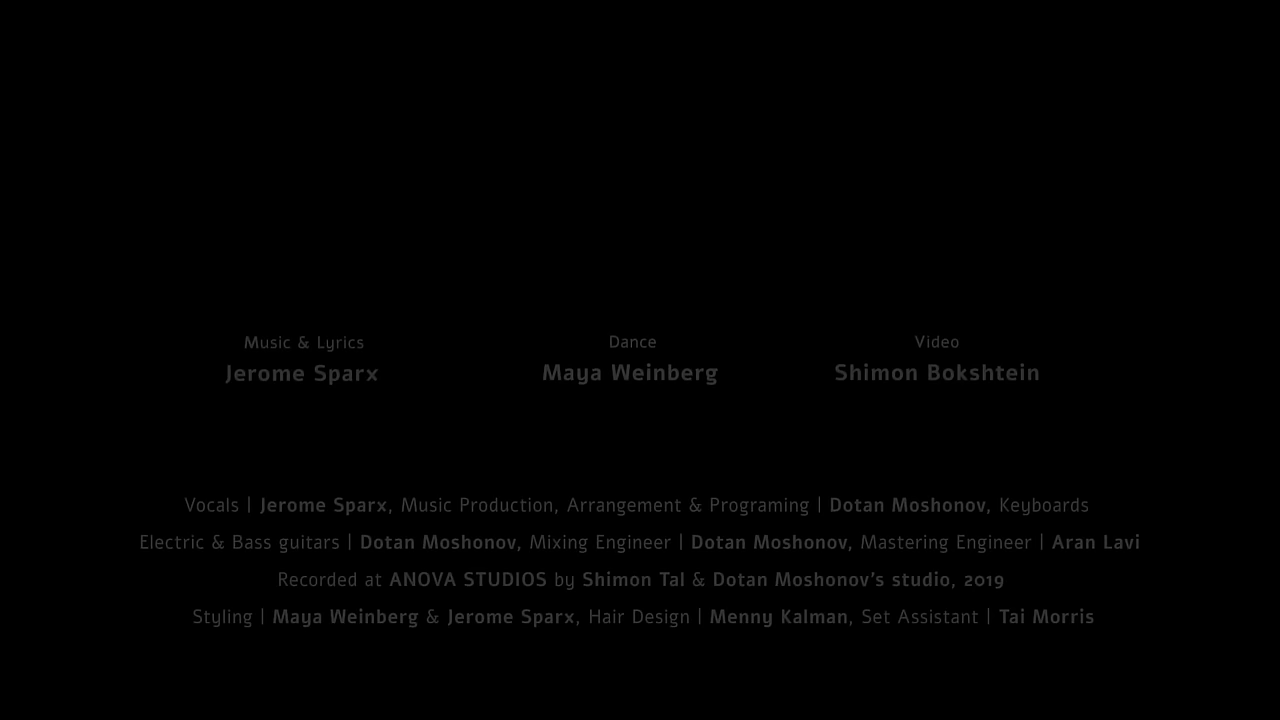 Music & Lyrics Dance Video
Jerome Sparx Maya Weinberg Shimon Bokshtein
Vocals | Jerome Sparx, Music Production, Arrangement & Programing | Dotan Moshonov, Keyboards
Electric & Bass guitars | Dotan Moshonov, Mixing Engineer | Dotan Moshonov, Mastering Engineer | Aran Lavi
Recorded at ANOVA STUDIOS by Shimon Tal & Dotan Moshonov's studio, 2019
Styling | Maya Weinberg & Jerome Sparx, Hair Design | Menny Kalman, Set Assistant | Tai Morris